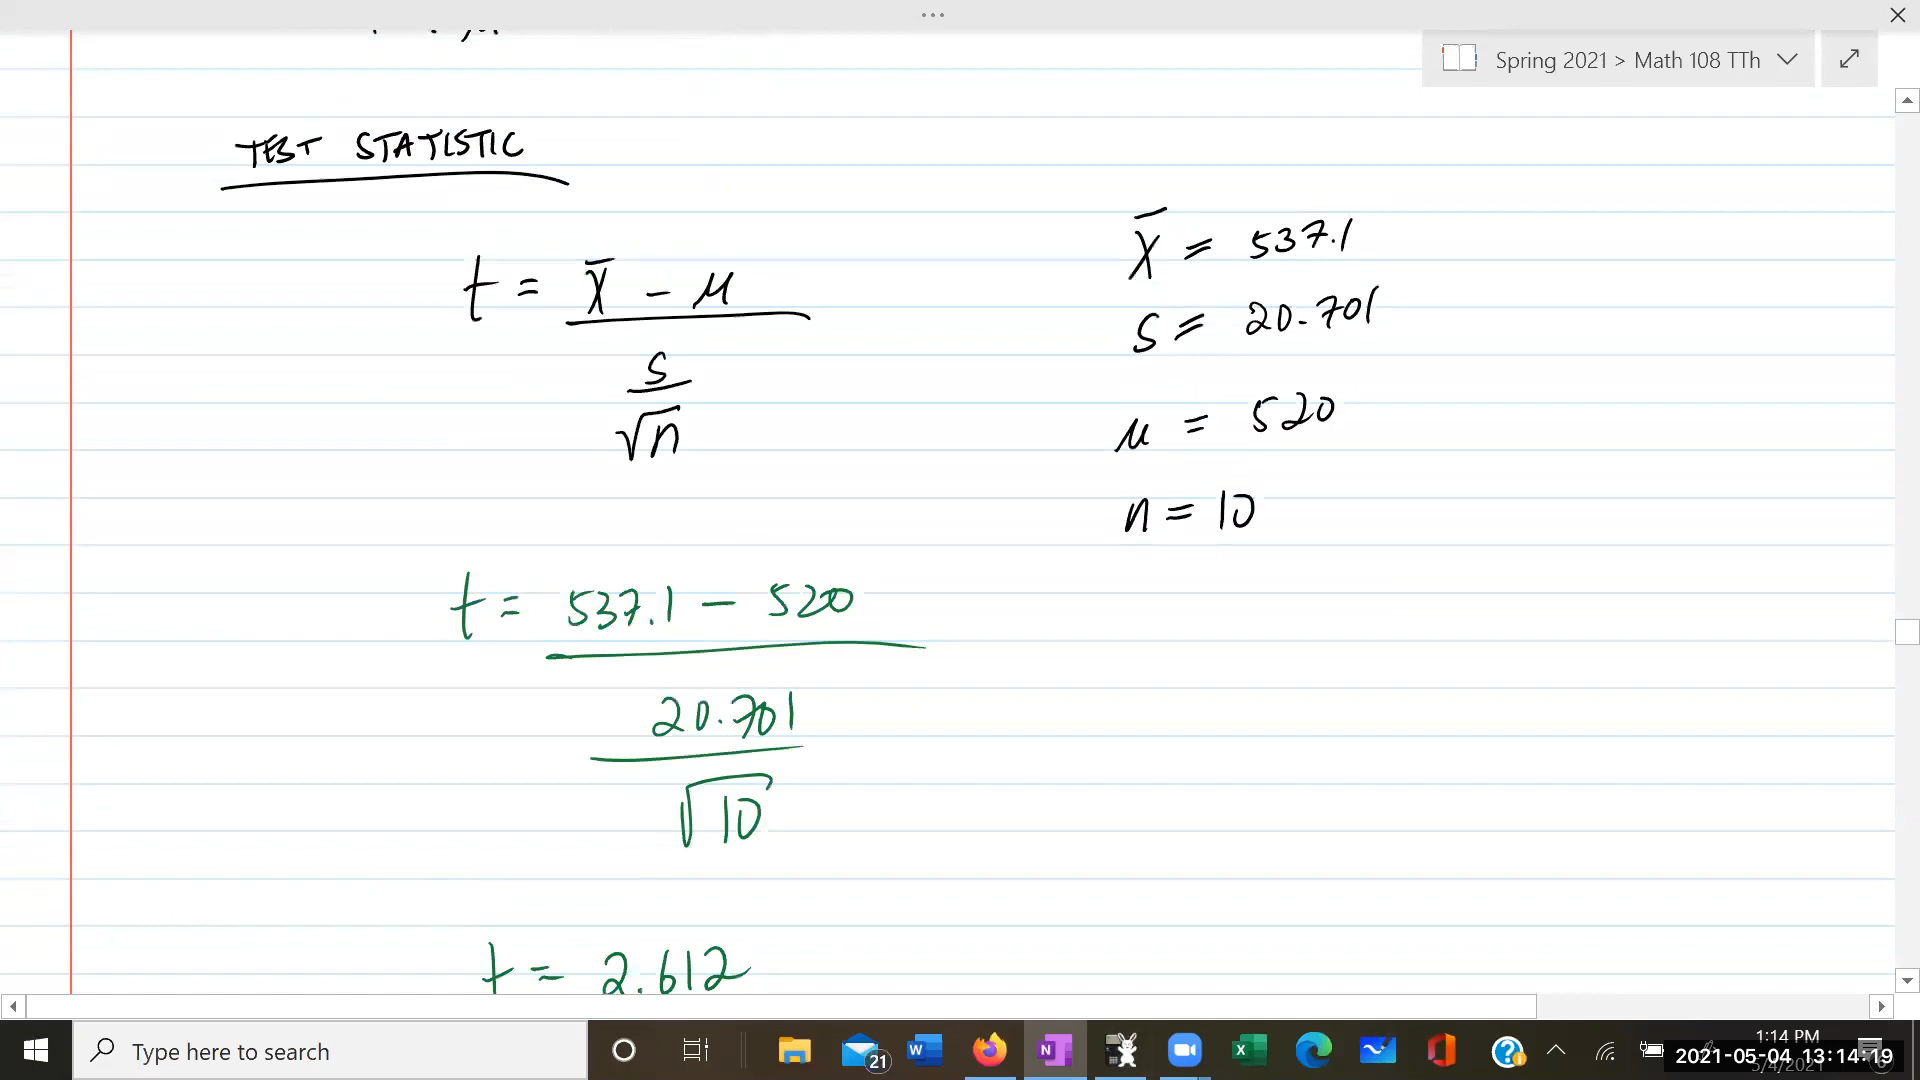 Spring 2021 > Math 108 TTh
TEST STATISTIC
t = x̄ - μ
s
√n
x̄ = 537.1
s = 20.701
μ = 520
n = 10
t = 537.1 - 520
20.701
√10
t = 2.612
Type here to search
21
1:14 PM
2021-05-04 13:14:19